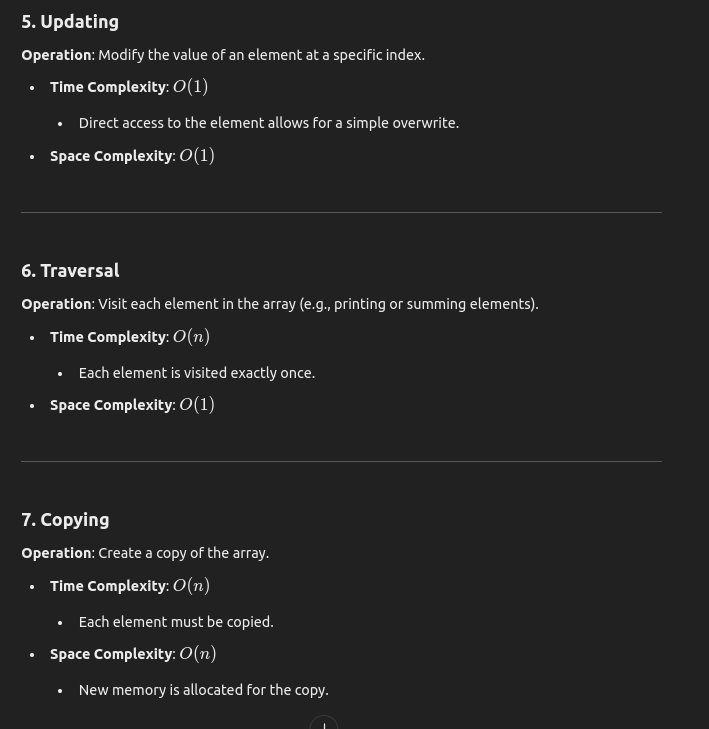 5. Updating
Operation: Modify the value of an element at a specific index.
• Time Complexity: O(1)
• Direct access to the element allows for a simple overwrite.
• Space Complexity: O(1)
6. Traversal
Operation: Visit each element in the array (e.g., printing or summing elements).
• Time Complexity: O(n)
• Each element is visited exactly once.
• Space Complexity: O(1)
7. Copying
Operation: Create a copy of the array.
• Time Complexity: O(n)
• Each element must be copied.
• Space Complexity: O(n)
• New memory is allocated for the copy.